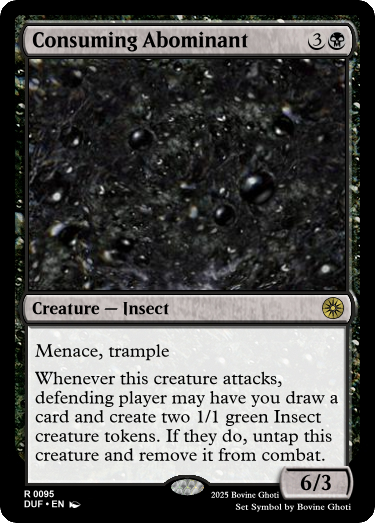 Consuming Abominant 3
Creature — Insect
Menace, trample
Whenever this creature attacks,
defending player may have you draw a
card and create two 1/1 green Insect
creature tokens. If they do, untap this
creature and remove it from combat.
6/3
R 0095
DUF • EN
2025 Bovine Ghoti
Set Symbol by Bovine Ghoti